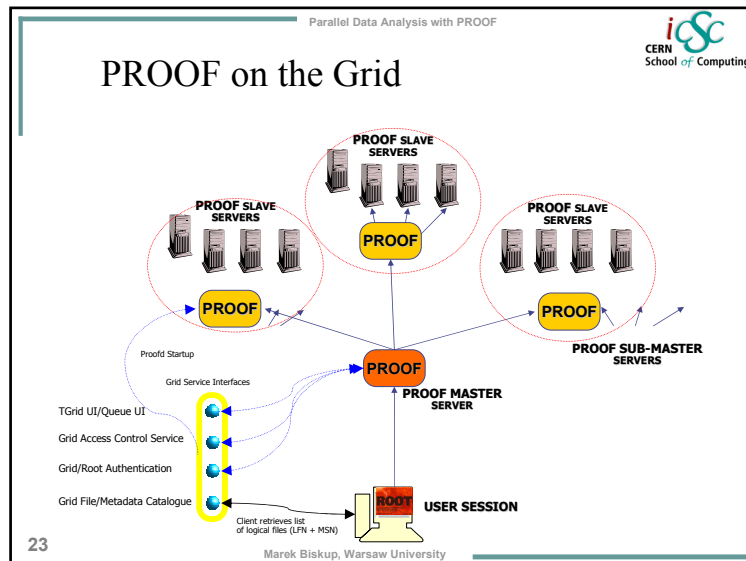 Parallel Data Analysis with PROOF
iCSC
CERN
School of Computing
PROOF on the Grid
PROOF SLAVE
SERVERS
PROOF SLAVE
SERVERS
PROOF SLAVE
SERVERS
PROOF
PROOF
PROOF
Proofd Startup
PROOF SUB-MASTER
SERVERS
PROOF
PROOF MASTER
SERVER
Grid Service Interfaces
TGrid UI/Queue UI
Grid Access Control Service
Grid/Root Authentication
Grid File/Metadata Catalogue
ROOT
USER SESSION
Client retrieves list
of logical files (LFN + MSN)
23
Marek Biskup, Warsaw University